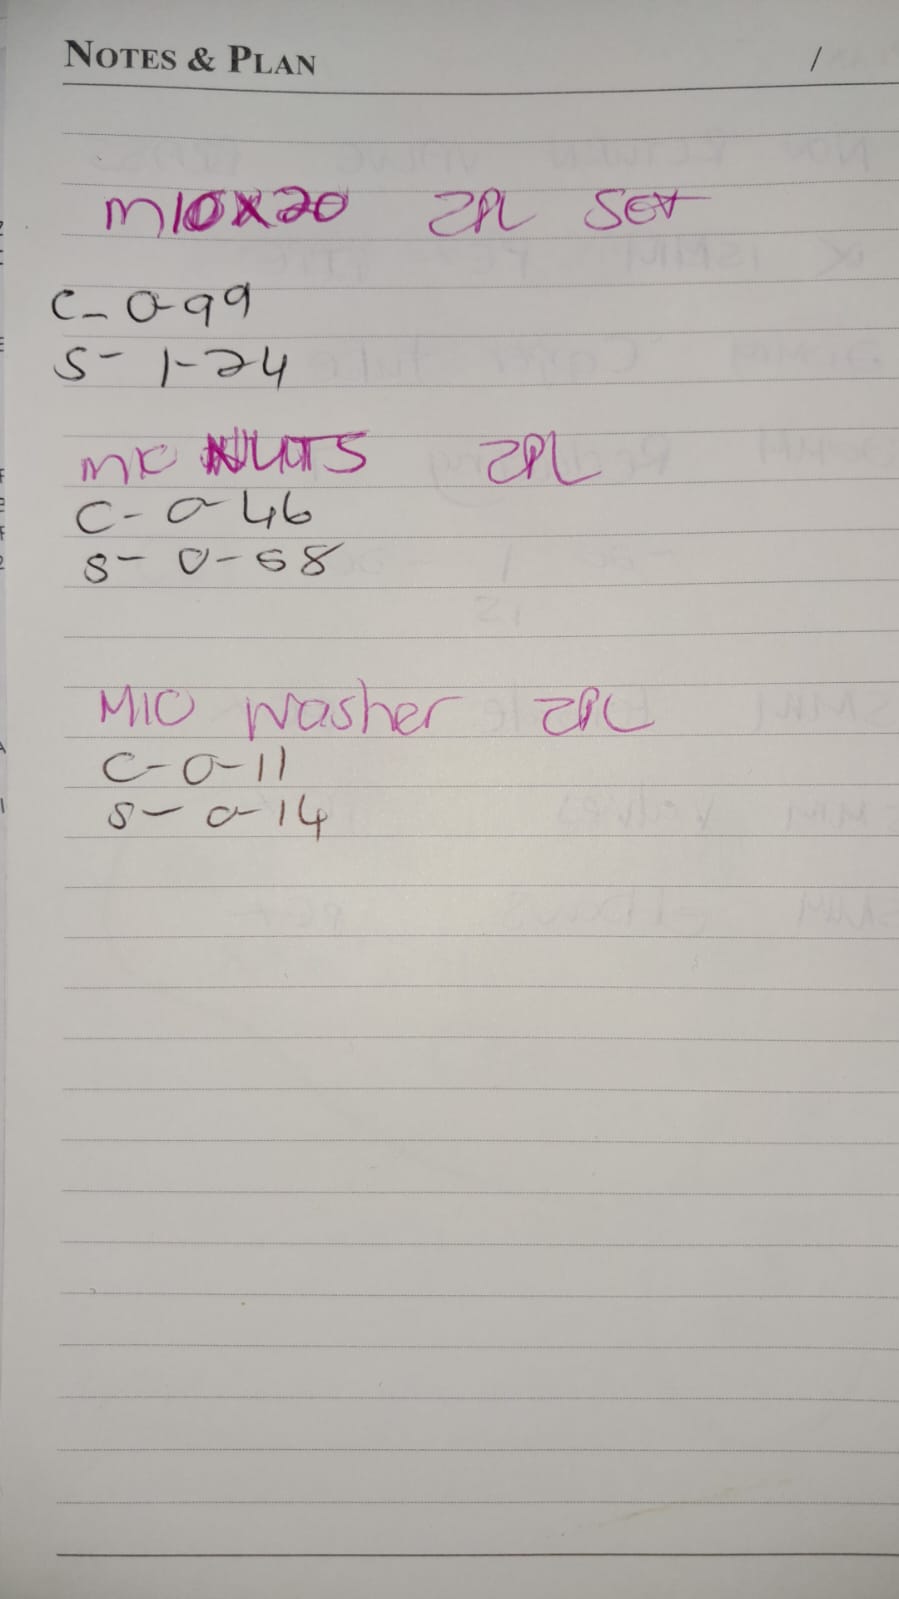 NOTES & PLAN /
M10X20 ZPL Set
C- 0-99
S- 1-24
M10 NUTS ZPL
C- 0-46
S- 0-58
M10 Washer ZPL
C-0-11
S- 0-14